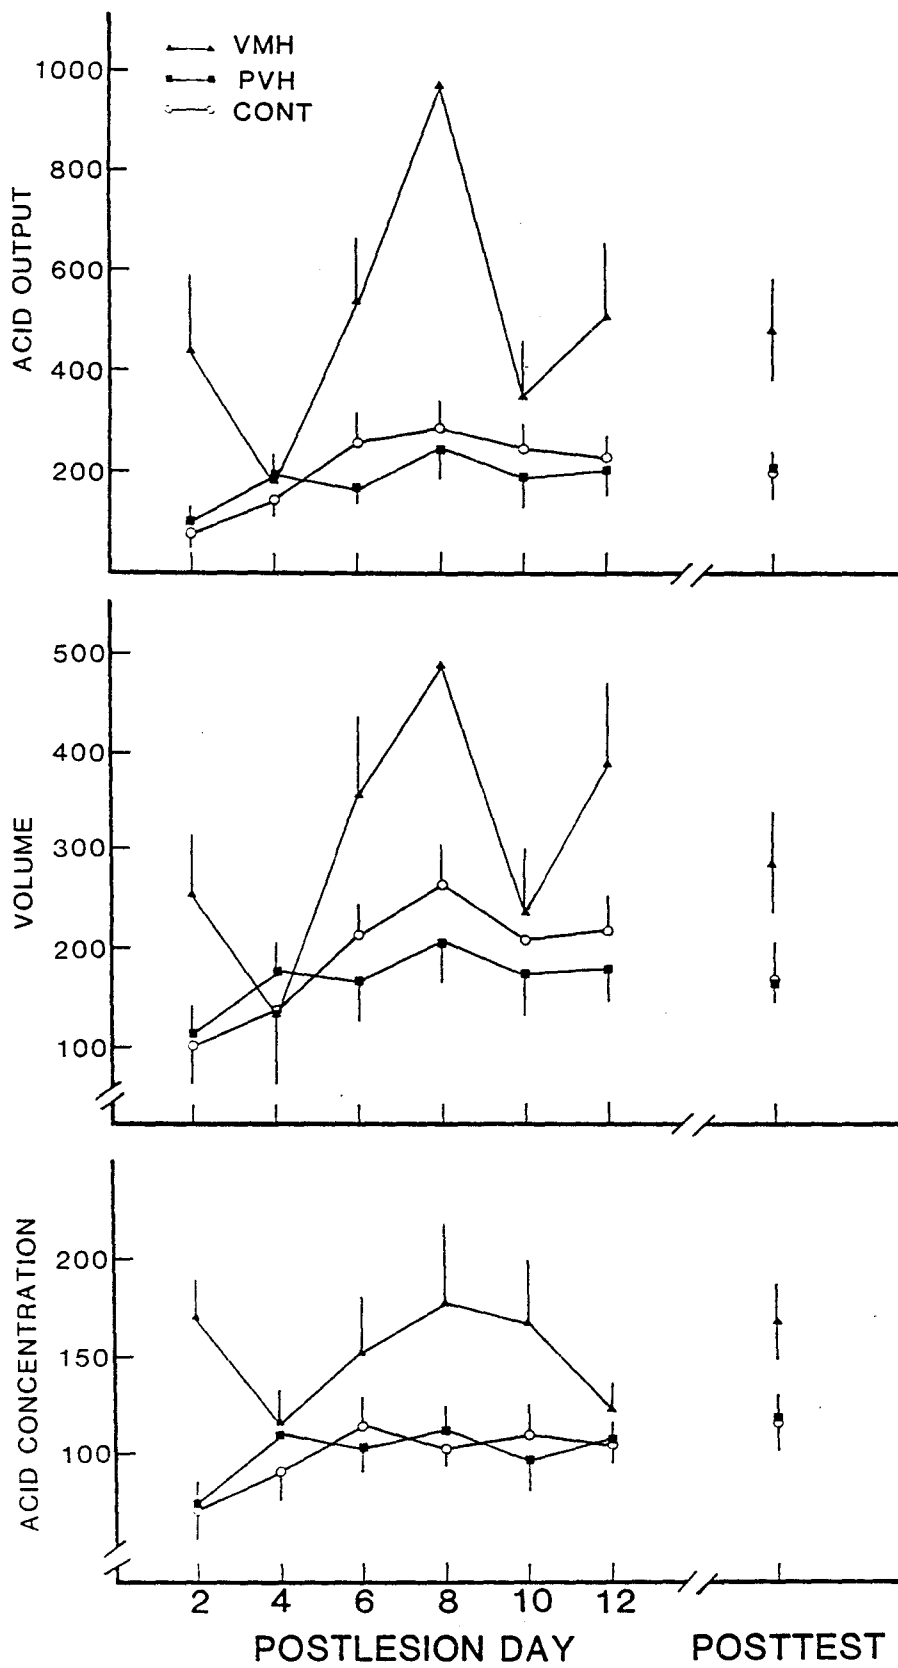 VMH
PVH
CONT
ACID OUTPUT
1000
800
600
400
200
VOLUME
500
400
300
200
100
ACID CONCENTRATION
200
150
100
2 4 6 8 10 12
POSTLESION DAY POSTTEST